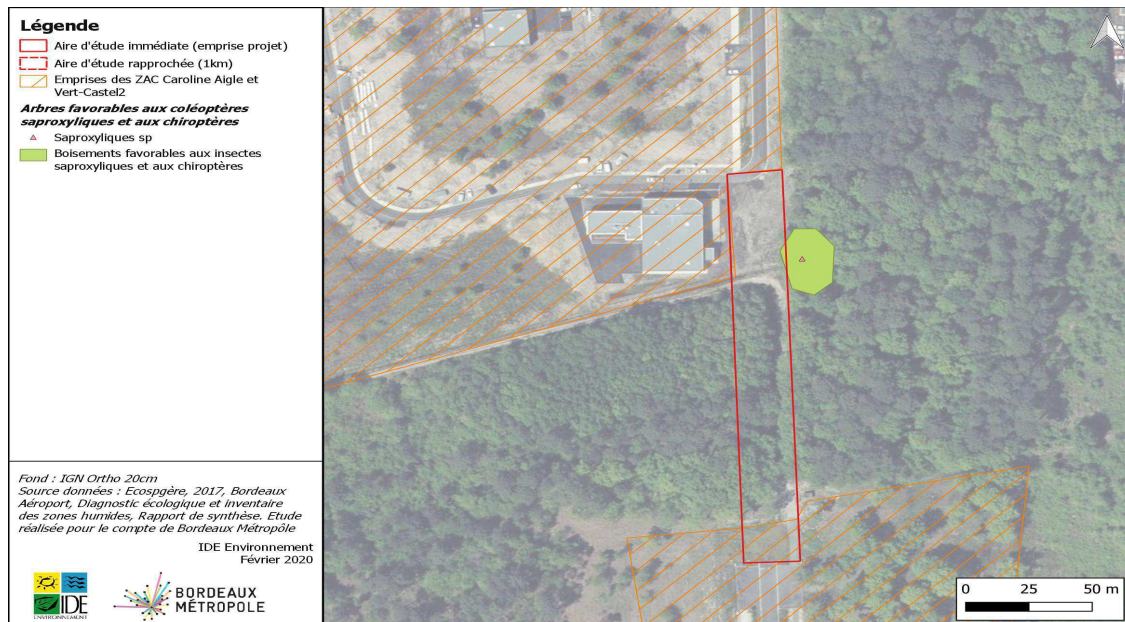 Légende
Aire d'étude immédiate (emprise projet)
Aire d'étude rapprochée (1km)
Emprises des ZAC Caroline Aigle et
Vert-Castel2
Arbres favorables aux coléoptères
saproxyliques et aux chiroptères
Saproxyliques sp
Boisements favorables aux insectes
saproxyliques et aux chiroptères
Fond : IGN Ortho 20cm
Source données : Ecospgère, 2017, Bordeaux
Aéroport, Diagnostic écologique et inventaire
des zones humides, Rapport de synthèse. Etude
réalisée pour le compte de Bordeaux Métropole
IDE Environnement
Février 2020
IDE
ENVIRONNEMENT
BORDEAUX
MÉTROPOLE
0 25 50 m